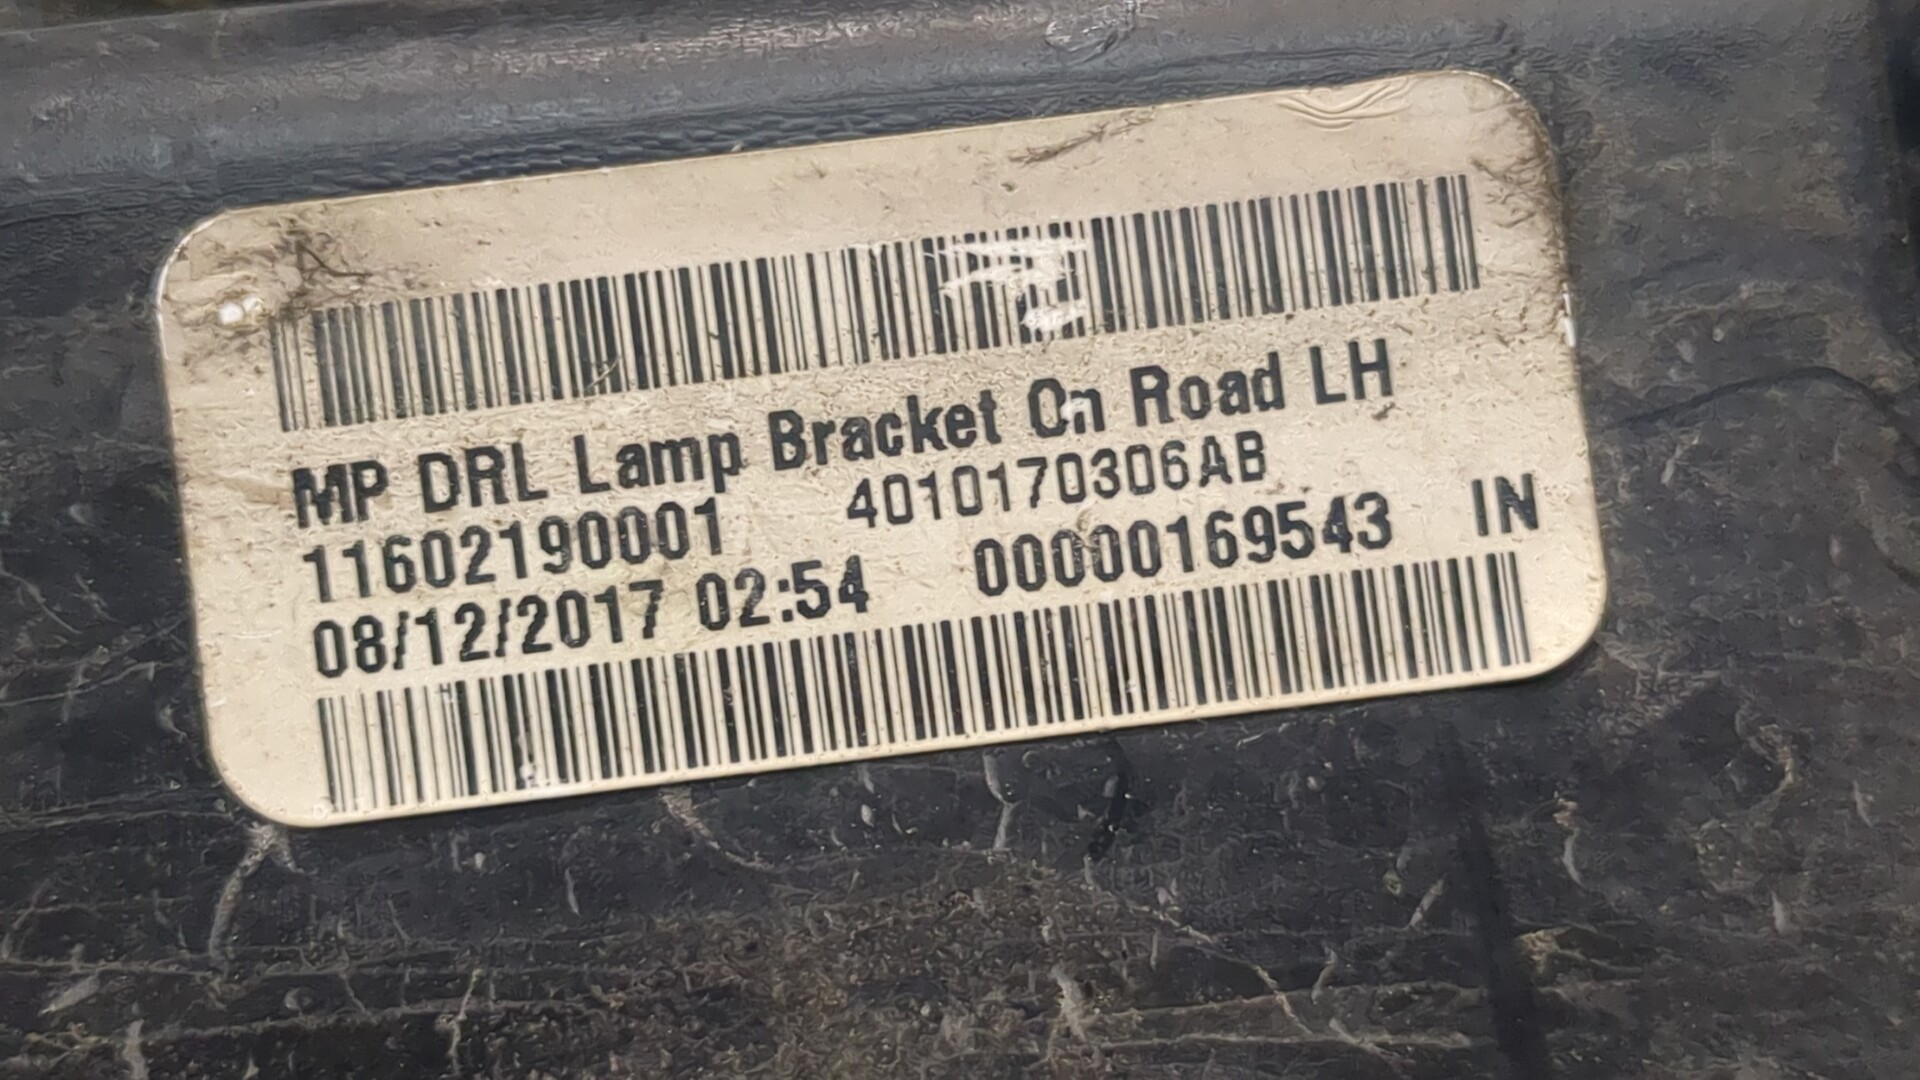 MP DRL Lamp Bracket On Road LH
11602190001 4010170306AB
08/12/2017 02:54 00000169543 IN